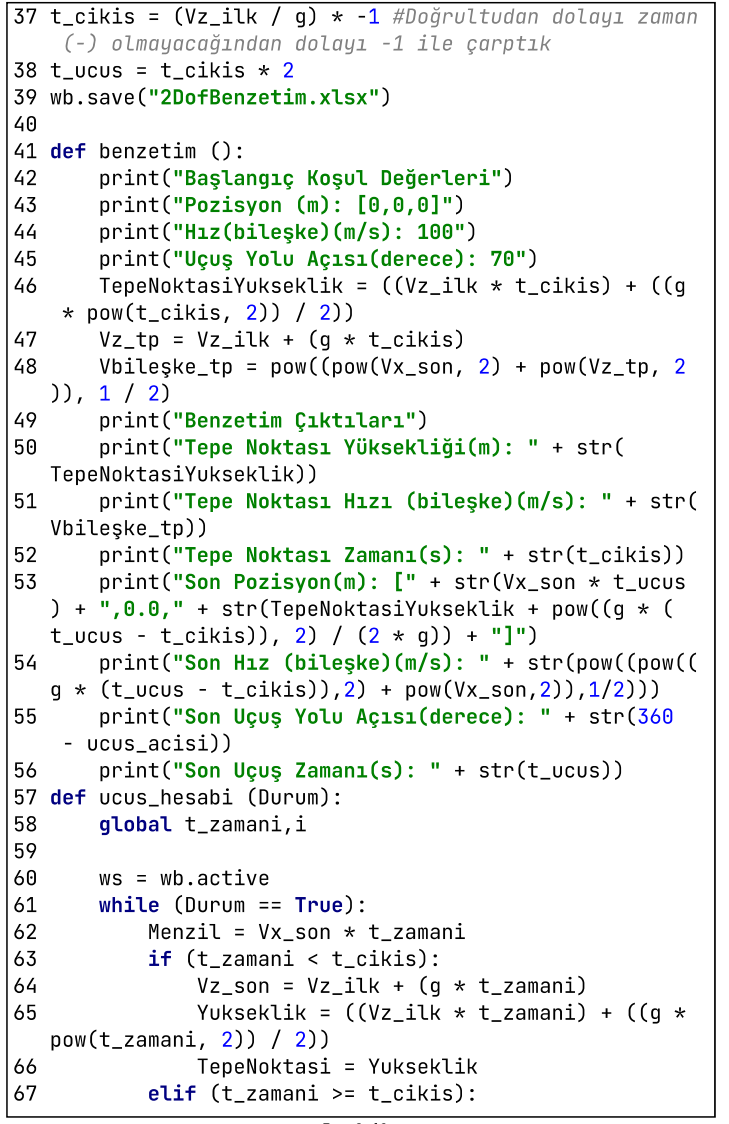 37 t_cikis = (Vz_ilk / g) * -1 #Doğrultudan dolayı zaman
(-) olmayacağından dolayı -1 ile çarptık
38 t_ucus = t_cikis * 2
39 wb.save("2DofBenzetim.xlsx")
40
41 def benzetim ():
42     print("Başlangıç Koşul Değerleri")
43     print("Pozisyon (m): [0,0,0]")
44     print("Hız(bileşke)(m/s): 100")
45     print("Uçuş Yolu Açısı(derece): 70")
46     TepeNoktasiYukseklik = ((Vz_ilk * t_cikis) + ((g
* pow(t_cikis, 2)) / 2))
47     Vz_tp = Vz_ilk + (g * t_cikis)
48     Vbileşke_tp = pow((pow(Vx_son, 2) + pow(Vz_tp, 2
)), 1 / 2)
49     print("Benzetim Çıktıları")
50     print("Tepe Noktası Yüksekliği(m): " + str(
TepeNoktasiYukseklik))
51     print("Tepe Noktası Hızı (bileşke)(m/s): " + str(
Vbileşke_tp))
52     print("Tepe Noktası Zamanı(s): " + str(t_cikis))
53     print("Son Pozisyon(m): [" + str(Vx_son * t_ucus
) + ",0.0," + str(TepeNoktasiYukseklik + pow((g * (
t_ucus - t_cikis)), 2) / (2 * g)) + "]")
54     print("Son Hız (bileşke)(m/s): " + str(pow((pow((
g * (t_ucus - t_cikis)),2) + pow(Vx_son,2)),1/2)))
55     print("Son Uçuş Yolu Açısı(derece): " + str(360
- ucus_acisi))
56     print("Son Uçuş Zamanı(s): " + str(t_ucus))
57 def ucus_hesabi (Durum):
58     global t_zamani,i
59
60     ws = wb.active
61     while (Durum == True):
62         Menzil = Vx_son * t_zamani
63         if (t_zamani < t_cikis):
64             Vz_son = Vz_ilk + (g * t_zamani)
65             Yukseklik = ((Vz_ilk * t_zamani) + ((g *
pow(t_zamani, 2)) / 2))
66             TepeNoktasi = Yukseklik
67         elif (t_zamani >= t_cikis):